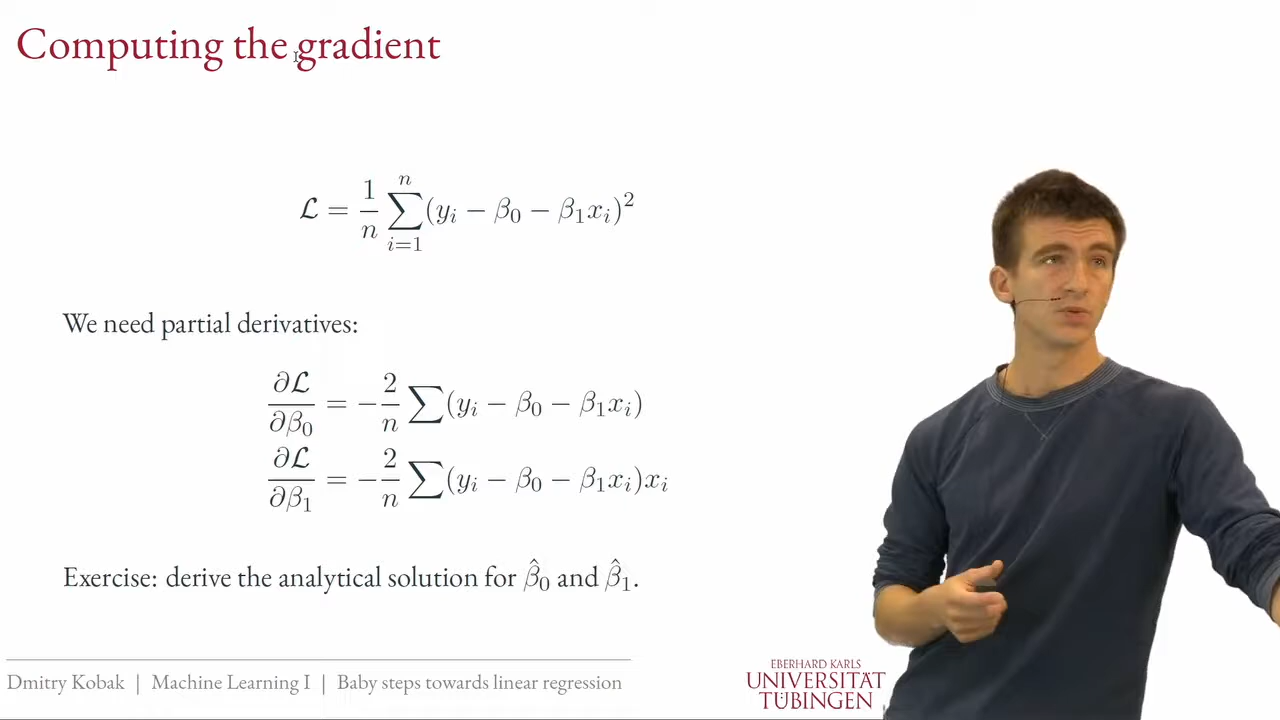 Computing the gradient
ℒ = 1/n ∑_{i=1}^{n} (y_i − β_0 − β_1 x_i)^2
We need partial derivatives:
∂ℒ/∂β_0 = −2/n ∑(y_i − β_0 − β_1 x_i)
∂ℒ/∂β_1 = −2/n ∑(y_i − β_0 − β_1 x_i)x_i
Exercise: derive the analytical solution for β̂_0 and β̂_1.
Dmitry Kobak | Machine Learning I | Baby steps towards linear regression
EBERHARD KARLS
UNIVERSITÄT
TÜBINGEN